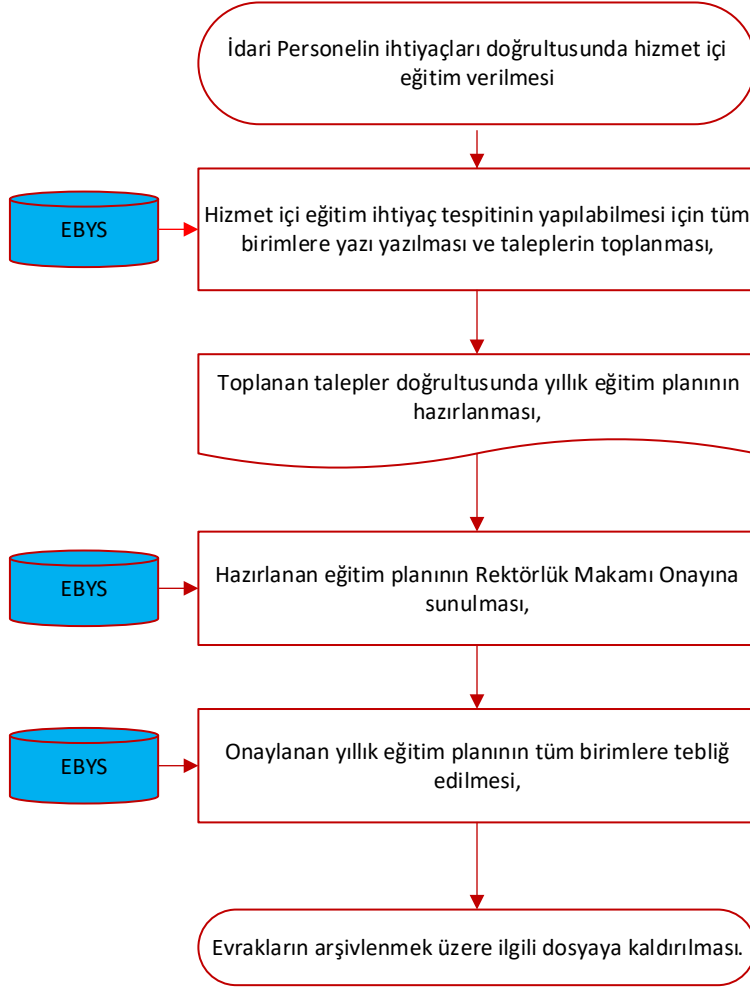 İdari Personelin ihtiyaçları doğrultusunda hizmet içi
eğitim verilmesi
EBYS
Hizmet içi eğitim ihtiyaç tespitinin yapılabilmesi için tüm
birimlere yazı yazılması ve taleplerin toplanması,
Toplanan talepler doğrultusunda yıllık eğitim planının
hazırlanması,
EBYS
Hazırlanan eğitim planının Rektörlük Makamı Onayına
sunulması,
EBYS
Onaylanan yıllık eğitim planının tüm birimlere tebliğ
edilmesi,
Evrakların arşivlenmek üzere ilgili dosyaya kaldırılması.